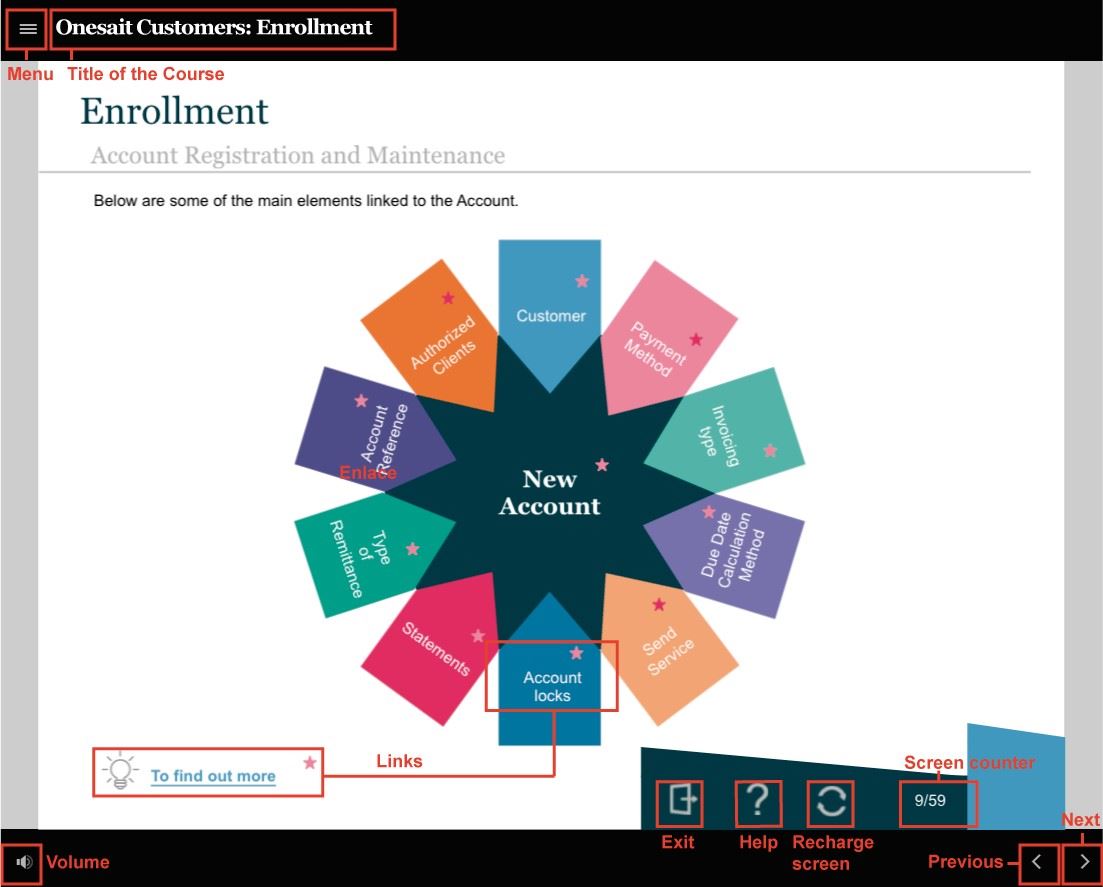 Onesait Customers: Enrollment
Menu
Title of the Course
Enrollment
Account Registration and Maintenance
Below are some of the main elements linked to the Account.
Customer
Authorized
Clients
Payment
Method
Account
Reference
Invoicing
type
Enlace
New
Account
Type
of
Remittance
Due Date
Calculation
Method
Statements
Send
Service
Account
locks
To find out more
Links
Screen counter
9/59
Exit
Help
Recharge
screen
Next
Previous
Volume